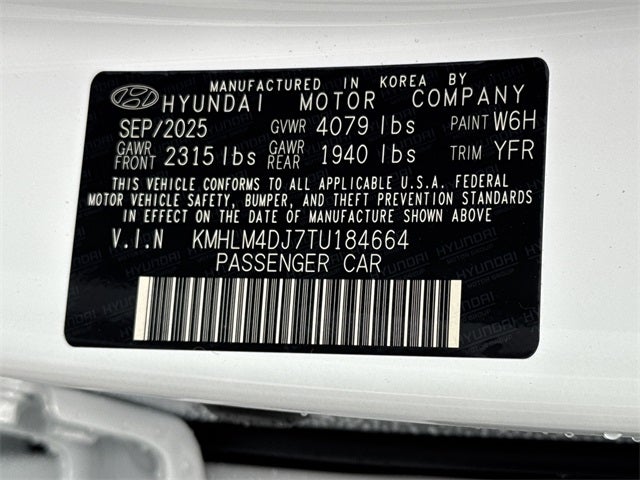 MANUFACTURED IN KOREA BY
HYUNDAI MOTOR COMPANY
SEP/2025 GVWR 4079 lbs PAINT W6H
GAWR FRONT 2315 lbs GAWR REAR 1940 lbs TRIM YFR
THIS VEHICLE CONFORMS TO ALL APPLICABLE U.S.A. FEDERAL
MOTOR VEHICLE SAFETY, BUMPER, AND THEFT PREVENTION STANDARDS
IN EFFECT ON THE DATE OF MANUFACTURE SHOWN ABOVE
V.I.N KMHLM4DJ7TU184664
PASSENGER CAR